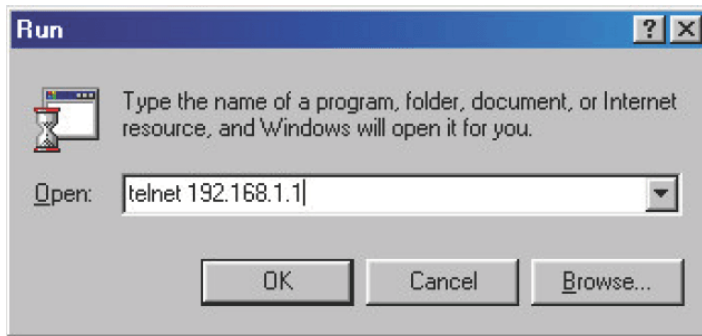 Run
? X
Type the name of a program, folder, document, or Internet
resource, and Windows will open it for you.
Open: telnet 192.168.1.1
OK Cancel Browse...